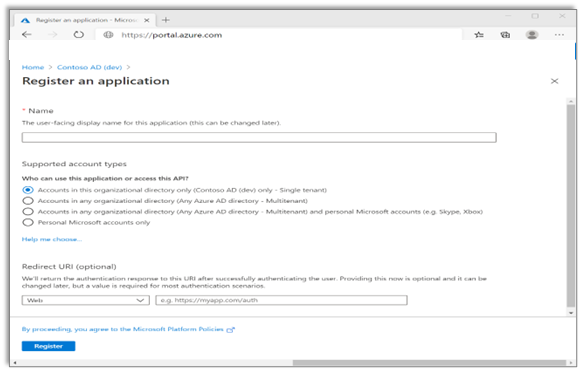 Register an application - Micros
https://portal.azure.com
Home > Contoso AD (dev) >
Register an application
* Name
The user-facing display name for this application (this can be changed later).
Supported account types
Who can use this application or access this API?
Accounts in this organizational directory only (Contoso AD (dev) only - Single tenant)
Accounts in any organizational directory (Any Azure AD directory - Multitenant)
Accounts in any organizational directory (Any Azure AD directory - Multitenant) and personal Microsoft accounts (e.g. Skype, Xbox)
Personal Microsoft accounts only
Help me choose...
Redirect URI (optional)
We'll return the authentication response to this URI after successfully authenticating the user. Providing this now is optional and it can be
changed later, but a value is required for most authentication scenarios.
Web
e.g. https://myapp.com/auth
By proceeding, you agree to the Microsoft Platform Policies
Register